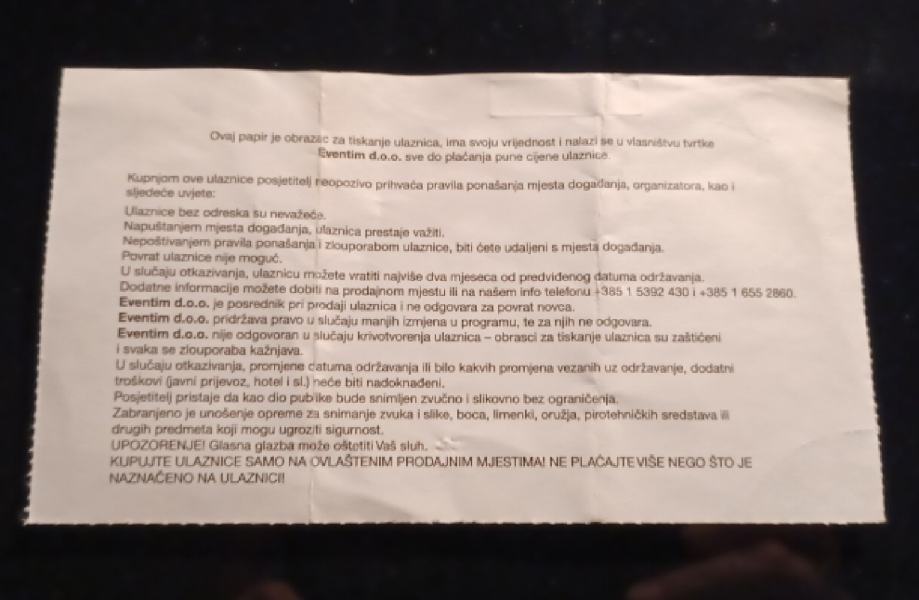 Ovaj papir je obrazac za tiskanje ulaznica, ima svoju vrijednost i nalazi se u vlasništvu tvrtke
Eventim d.o.o. sve do plaćanja pune cijene ulaznice.
Kupnjom ove ulaznice posjetitelj neopozivo prihvaća pravila ponašanja mjesta događanja, organizatora, kao i
sljedeće uvjete:
Ulaznice bez odreska su nevažeće.
Napuštanjem mjesta događanja, ulaznica prestaje važiti.
Nepoštivanjem pravila ponašanja i zlouporabom ulaznice, biti ćete udaljeni s mjesta događanja.
Povrat ulaznice nije moguć.
U slučaju otkazivanja, ulaznicu možete vratiti najviše dva mjeseca od predviđenog datuma održavanja.
Dodatne informacije možete dobiti na prodajnom mjestu ili na našem info telefonu +385 1 5392 430 i +385 1 655 2860.
Eventim d.o.o. je posrednik pri prodaji ulaznica i ne odgovara za povrat novca.
Eventim d.o.o. pridržava pravo u slučaju manjih izmjena u programu, te za njih ne odgovara.
Eventim d.o.o. nije odgovoran u slučaju krivotvorenja ulaznica – obrasci za tiskanje ulaznica su zaštićeni
i svaka se zlouporaba kažnjava.
U slučaju otkazivanja, promjene datuma održavanja ili bilo kakvih promjena vezanih uz održavanje, dodatni
troškovi (javni prijevoz, hotel i sl.) neće biti nadoknađeni.
Posjetitelj pristaje da kao dio publike bude snimljen zvučno i slikovno bez ograničenja.
Zabranjeno je unošenje opreme za snimanje zvuka i slike, boca, limenki, oružja, pirotehničkih sredstava ili
drugih predmeta koji mogu ugroziti sigurnost.
UPOZORENJE! Glasna glazba može oštetiti Vaš sluh.
KUPUJTE ULAZNICE SAMO NA OVLAŠTENIM PRODAJNIM MJESTIMA! NE PLAĆAJTE VIŠE NEGO ŠTO JE
NAZNAČENO NA ULAZNICI!